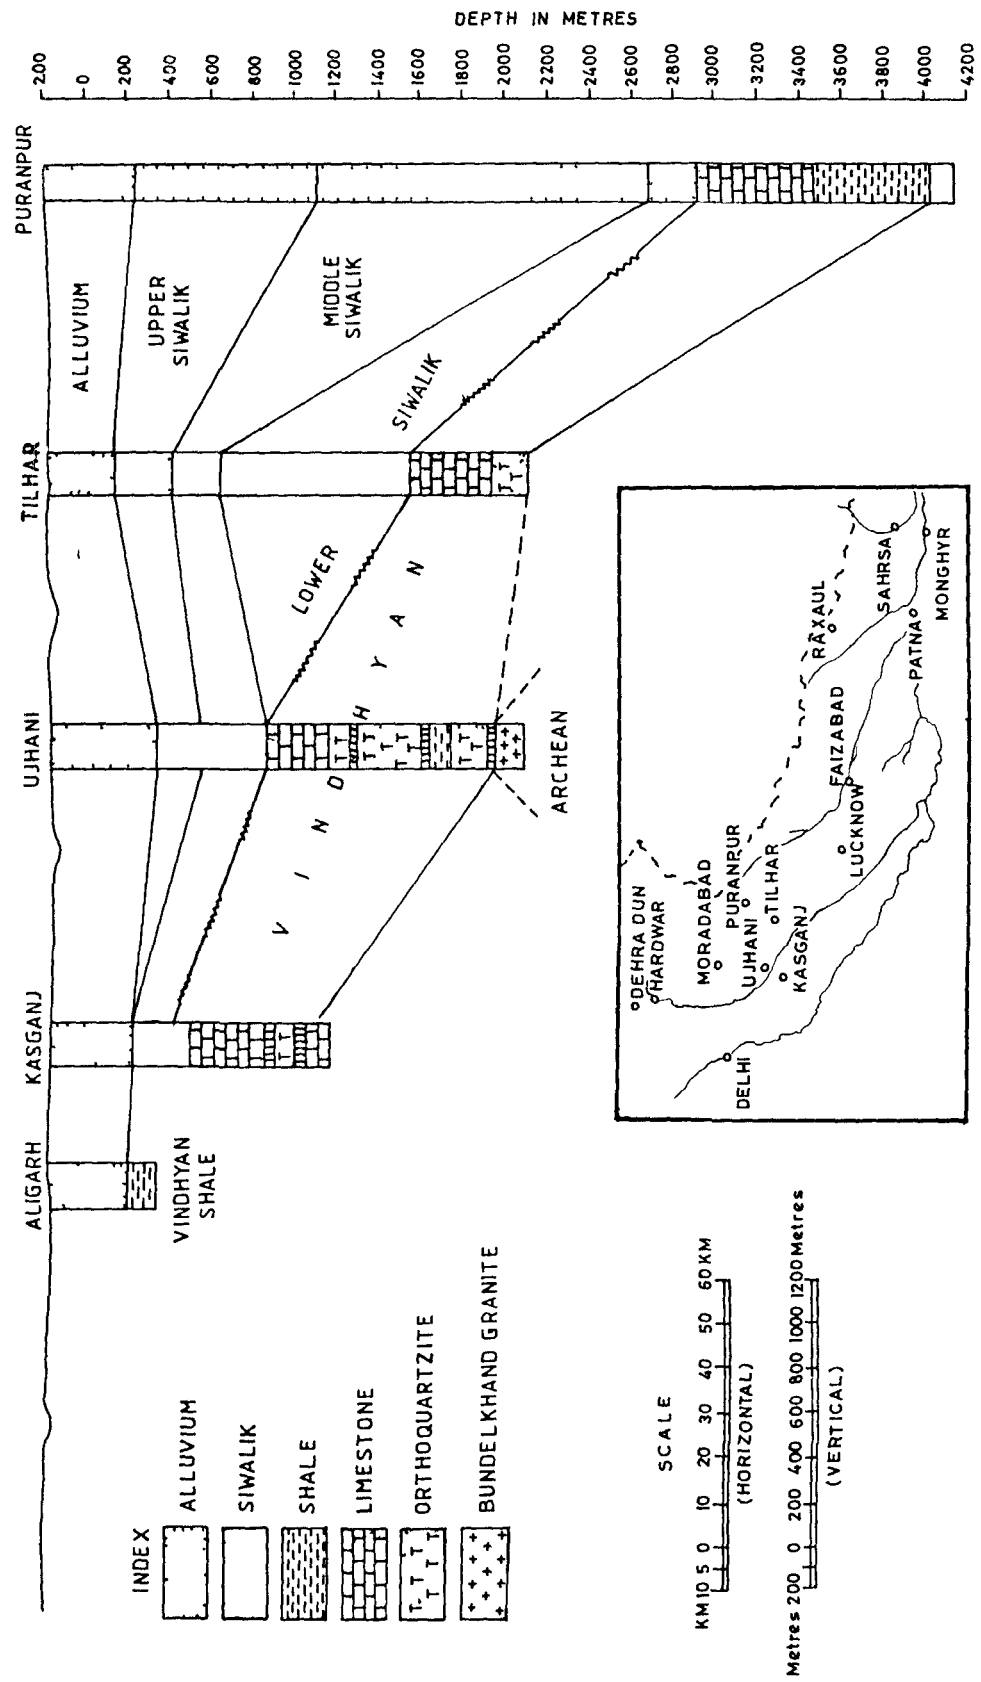 ALIGARH
KASGANJ
UJHANI
TILHAR
PURANPUR
DEPTH IN METRES
200
0
200
400
600
800
1000
1200
1400
1600
1800
2000
2200
2400
2600
2800
3000
3200
3400
3600
3800
4000
4200
ALLUVIUM
UPPER
SIWALIK
MIDDLE
SIWALIK
LOWER SIWALIK
VINDHYAN
VINDHYAN
SHALE
ARCHEAN
INDEX
ALLUVIUM
SIWALIK
SHALE
LIMESTONE
ORTHOQUARTZITE
BUNDELKHAND GRANITE
SCALE
KM10 5 0 10 20 30 40 50 60 KM
(HORIZONTAL)
Metres 200 0 200 400 600 800 1000 1200 Metres
(VERTICAL)
DEHRA DUN
HARDWAR
DELHI
MORADABAD
PURANPUR
UJHANI
TILHAR
KASGANJ
LUCKNOW
FAIZABAD
RAXAUL
PATNA
SAHRSA
MONGHYR